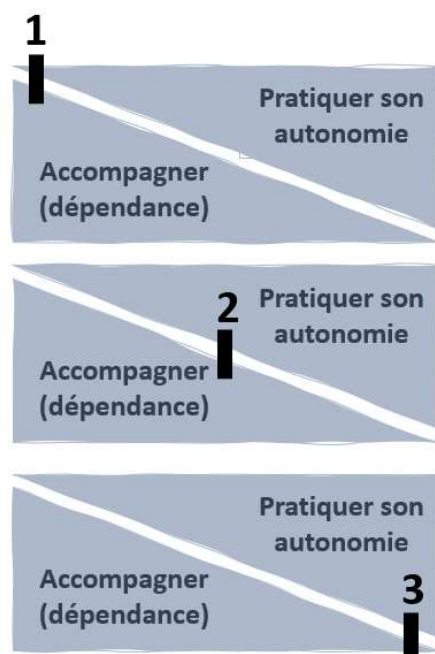 1
Pratiquer son
autonomie
Accompagner
(dépendance)
2
Pratiquer son
autonomie
Accompagner
(dépendance)
Pratiquer son
autonomie
Accompagner
(dépendance)
3